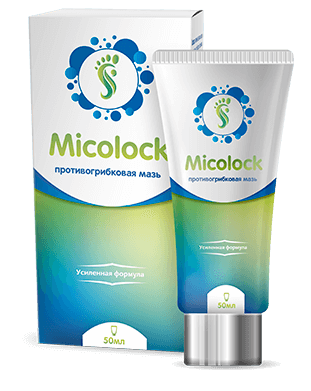 Micolock
противогрибковая мазь
Усиленная формула
50мл
Micolock
противогрибковая мазь
Усиленная формула
50мл